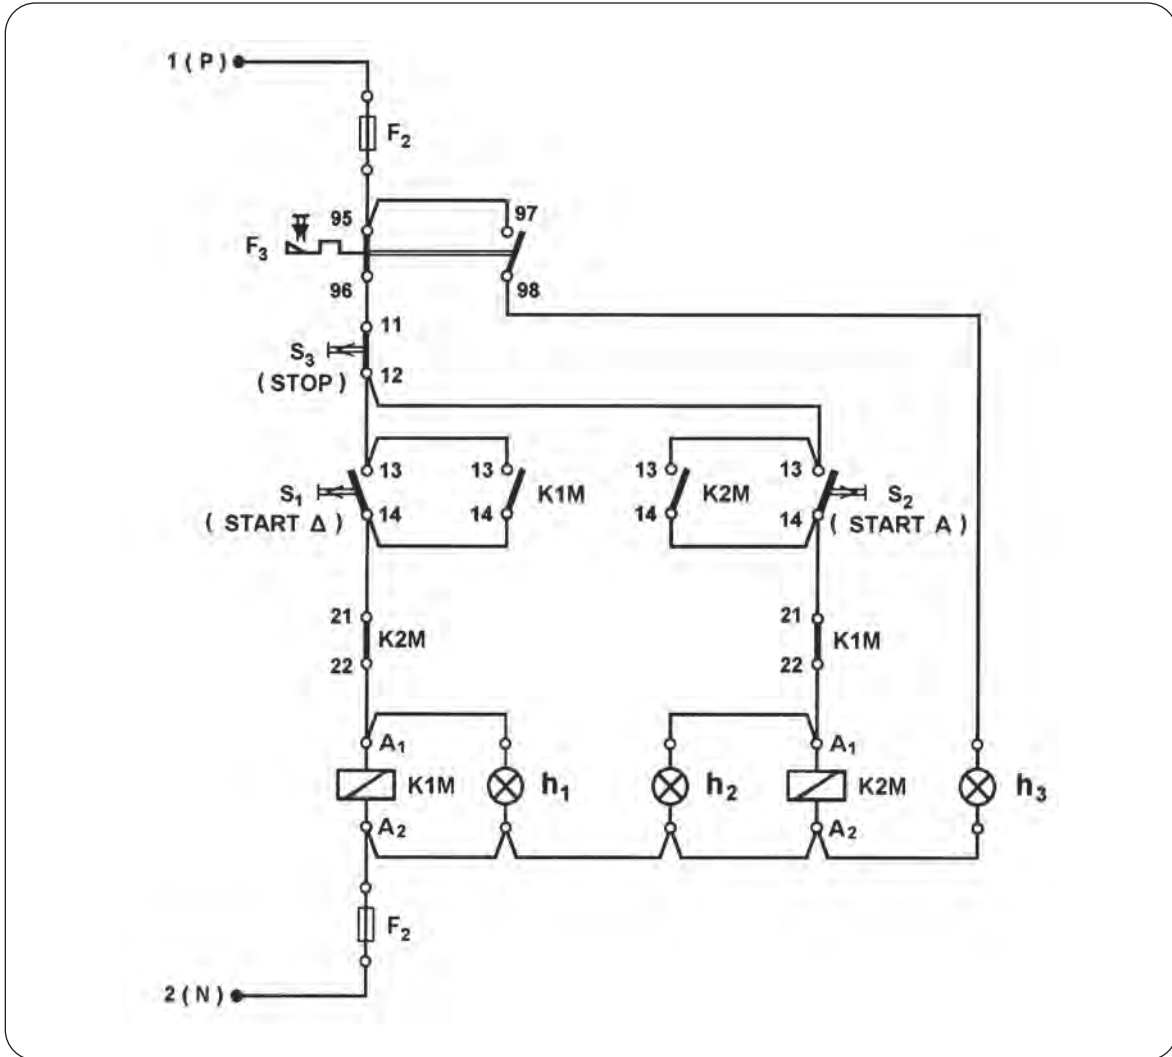 1 ( P )
F2
95 97
F3
96 98
11
S3
( STOP )
12
13 13 13 13
S1 K1M K2M S2
( START Δ ) 14 14 14 14 ( START A )
21 21
K2M K1M
22 22
A1 A1
K1M h1 h2 K2M h3
A2 A2
F2
2 ( N )